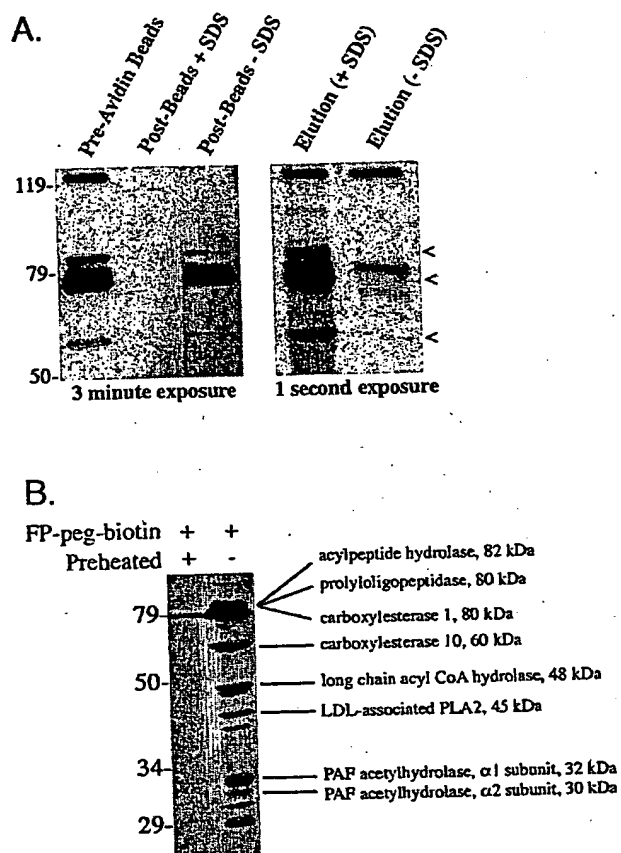 A.
Pre-Avidin Beads
Post-Beads + SDS
Post-Beads - SDS
Elution (+ SDS)
Elution (- SDS)
119-
79-
50-
<
<
<
3 minute exposure
1 second exposure
B.
FP-peg-biotin + +
Preheated + -
79-
50-
34-
29-
acylpeptide hydrolase, 82 kDa
prolyloligopeptidase, 80 kDa
carboxylesterase 1, 80 kDa
carboxylesterase 10, 60 kDa
long chain acyl CoA hydrolase, 48 kDa
LDL-associated PLA2, 45 kDa
PAF acetylhydrolase, α1 subunit, 32 kDa
PAF acetylhydrolase, α2 subunit, 30 kDa